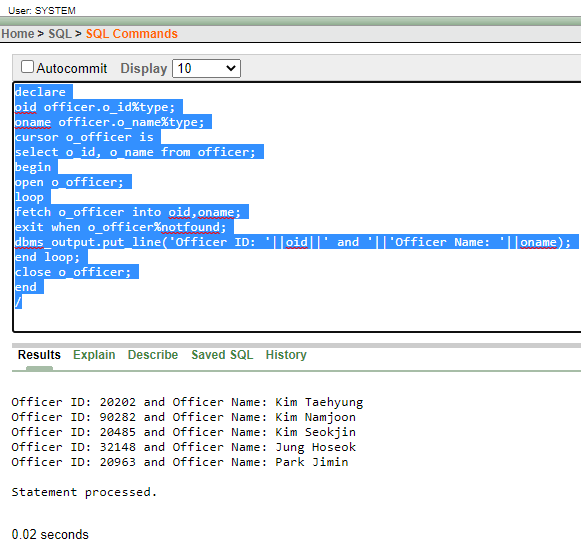 User: SYSTEM
Home > SQL > SQL Commands
Autocommit Display 10
declare
oid officer.o_id%type;
oname officer.o_name%type;
cursor o_officer is
select o_id, o_name from officer;
begin
open o_officer;
loop
fetch o_officer into oid,oname;
exit when o_officer%notfound;
dbms_output.put_line('Officer ID: '||oid||' and '||'Officer Name: '||oname);
end loop;
close o_officer;
end
/
Results Explain Describe Saved SQL History
Officer ID: 20202 and Officer Name: Kim Taehyung
Officer ID: 90282 and Officer Name: Kim Namjoon
Officer ID: 20485 and Officer Name: Kim Seokjin
Officer ID: 32148 and Officer Name: Jung Hoseok
Officer ID: 20963 and Officer Name: Park Jimin
Statement processed.
0.02 seconds